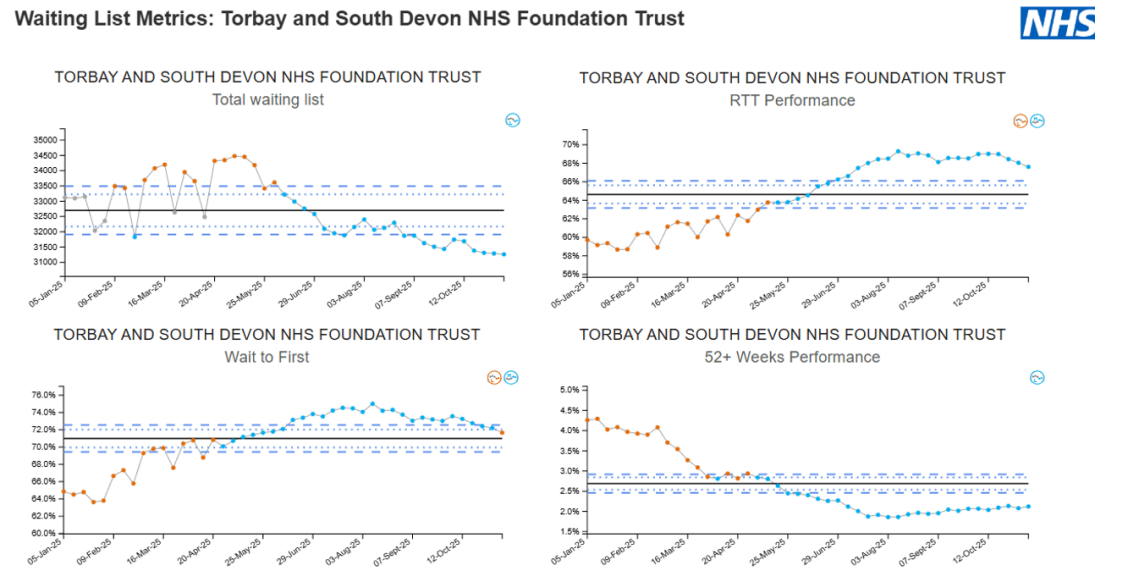 Waiting List Metrics: Torbay and South Devon NHS Foundation Trust
NHS
TORBAY AND SOUTH DEVON NHS FOUNDATION TRUST
Total waiting list
35000
34500
34000
33500
33000
32500
32000
31500
31000
05-Jan-25
09-Feb-25
16-Mar-25
20-Apr-25
25-May-25
29-Jun-25
03-Aug-25
07-Sept-25
12-Oct-25
TORBAY AND SOUTH DEVON NHS FOUNDATION TRUST
RTT Performance
70%
68%
66%
64%
62%
60%
58%
56%
05-Jan-25
09-Feb-25
16-Mar-25
20-Apr-25
25-May-25
29-Jun-25
03-Aug-25
07-Sept-25
12-Oct-25
TORBAY AND SOUTH DEVON NHS FOUNDATION TRUST
Wait to First
76.0%
74.0%
72.0%
70.0%
68.0%
66.0%
64.0%
62.0%
60.0%
05-Jan-25
09-Feb-25
16-Mar-25
20-Apr-25
25-May-25
29-Jun-25
03-Aug-25
07-Sept-25
12-Oct-25
TORBAY AND SOUTH DEVON NHS FOUNDATION TRUST
52+ Weeks Performance
5.0%
4.5%
4.0%
3.5%
3.0%
2.5%
2.0%
1.5%
05-Jan-25
09-Feb-25
16-Mar-25
20-Apr-25
25-May-25
29-Jun-25
03-Aug-25
07-Sept-25
12-Oct-25